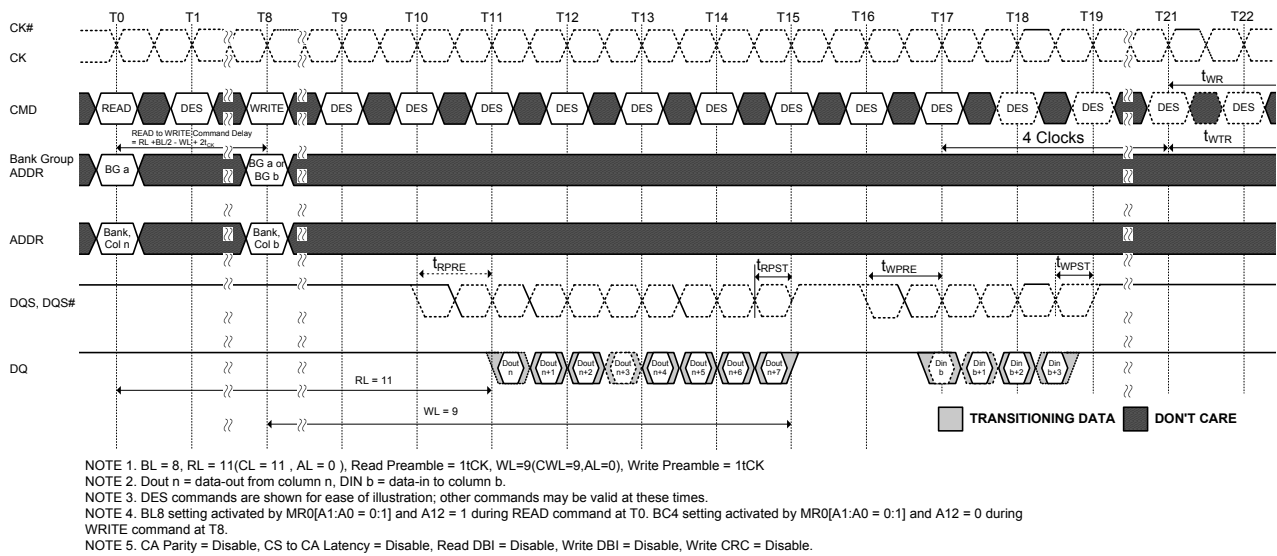 T0 T1 T8 T9 T10 T11 T12 T13 T14 T15 T16 T17 T18 T19 T21 T22
CK#
CK
tWR
CMD READ DES WRITE DES DES DES DES DES DES DES DES DES DES DES DES DES
READ to WRITE Command Delay
= RL +BL/2 - WL + 2tCK
4 Clocks
tWTR
Bank Group
ADDR
BG a
BG a or
BG b
ADDR
Bank,
Col n
Bank,
Col b
tRPRE tRPST tWPRE tWPST
DQS, DQS#
DQ
Dout
n
Dout
n+1
Dout
n+2
Dout
n+3
Dout
n+4
Dout
n+5
Dout
n+6
Dout
n+7
Din
b
Din
b+1
Din
b+2
Din
b+3
RL = 11
WL = 9
TRANSITIONING DATA DON'T CARE
NOTE 1. BL = 8, RL = 11(CL = 11 , AL = 0 ), Read Preamble = 1tCK, WL=9(CWL=9,AL=0), Write Preamble = 1tCK
NOTE 2. Dout n = data-out from column n, DIN b = data-in to column b.
NOTE 3. DES commands are shown for ease of illustration; other commands may be valid at these times.
NOTE 4. BL8 setting activated by MR0[A1:A0 = 0:1] and A12 = 1 during READ command at T0. BC4 setting activated by MR0[A1:A0 = 0:1] and A12 = 0 during
WRITE command at T8.
NOTE 5. CA Parity = Disable, CS to CA Latency = Disable, Read DBI = Disable, Write DBI = Disable, Write CRC = Disable.